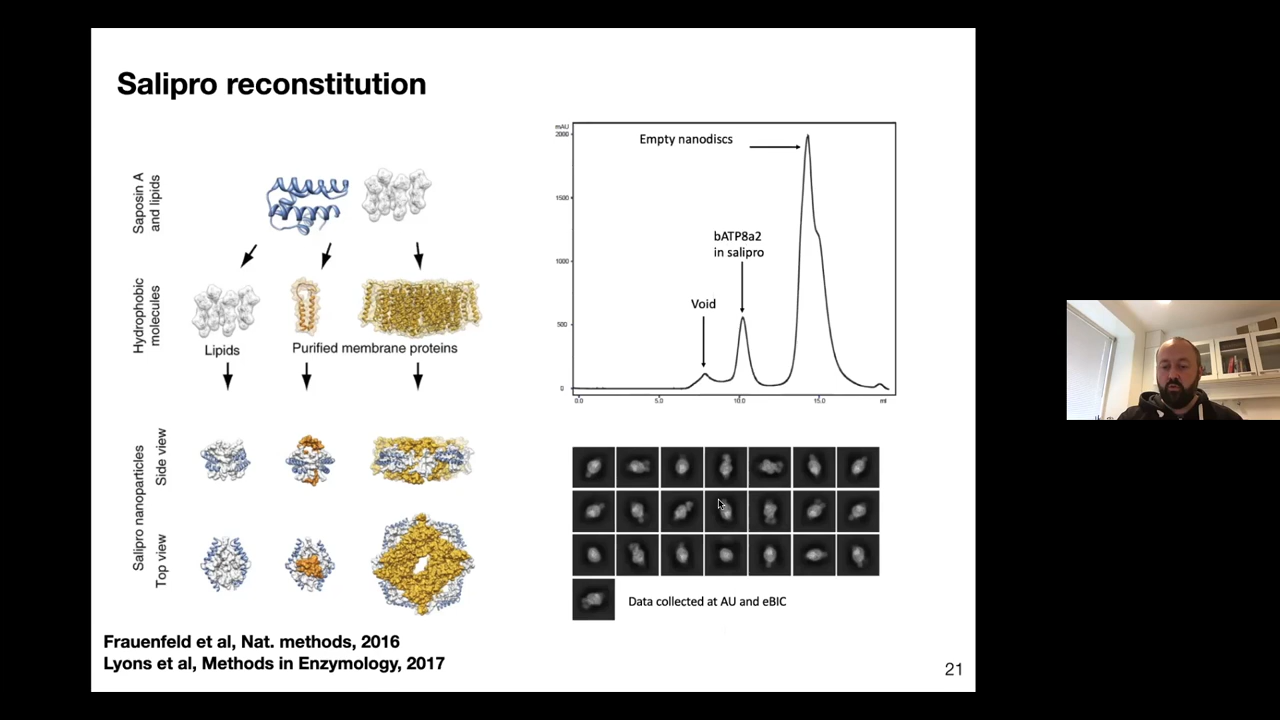 Salipro reconstitution
Saposin A
and lipids
Hydrophobic
molecules
Lipids
Purified membrane proteins
Salipro nanoparticles
Side view
Top view
mAU
2000
1500
1000
500
0
0.0
5.0
10.0
15.0
ml
Empty nanodiscs
bATP8a2
in salipro
Void
Data collected at AU and eBIC
Frauenfeld et al, Nat. methods, 2016
Lyons et al, Methods in Enzymology, 2017
21